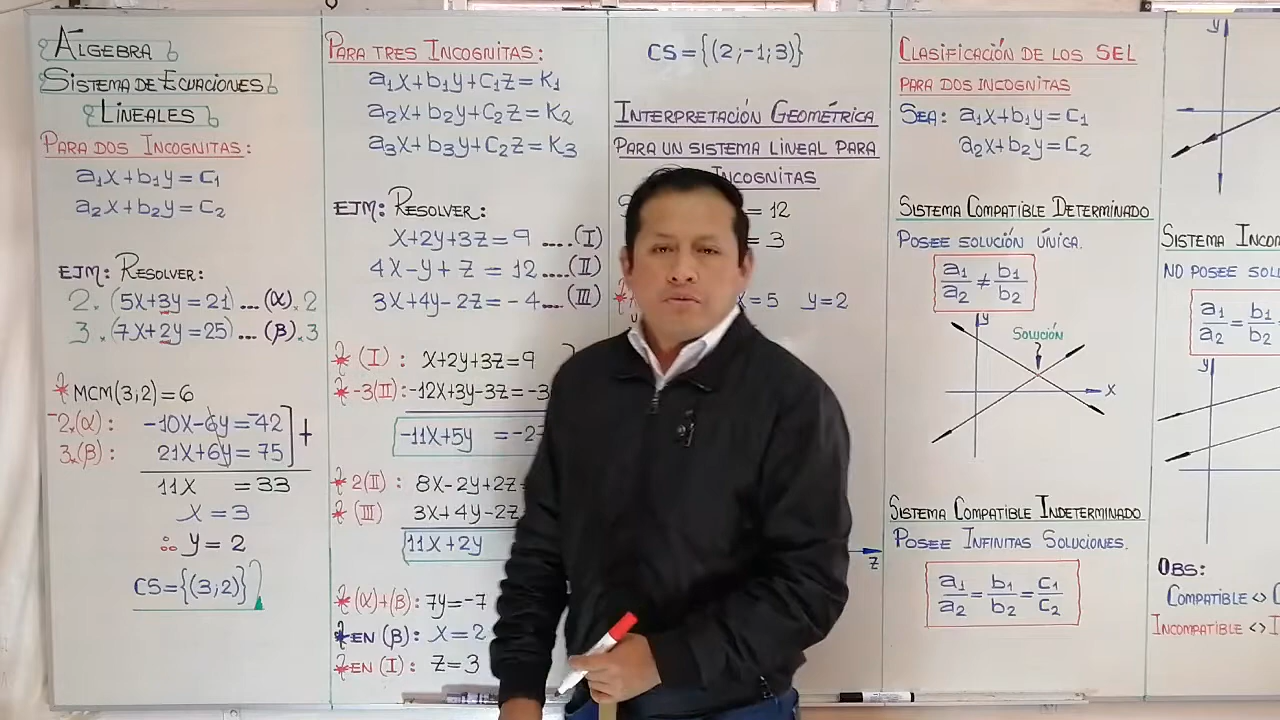 ÁLGEBRA
SISTEMA DE ECUACIONES
LINEALES
PARA DOS INCOGNITAS:
a₁x+b₁y=c₁
a₂x+b₂y=c₂
EJM: RESOLVER:
2.(5x+3y=21)...(α).2
3.(7x+2y=25)...(β).3
* MCM(3;2)=6
-2.(α): -10x-6y=-42
3.(β): 21x+6y=75
+
11x =33
x=3
∴ y=2
CS={(3;2)}
PARA TRES INCOGNITAS:
a₁x+b₁y+c₁z=K₁
a₂x+b₂y+c₂z=K₂
a₃x+b₃y+c₂z=K₃
EJM: RESOLVER:
x+2y+3z=9 ....(I)
4x-y+z=12....(II)
3x+4y-2z=-4....(III)
* (I): x+2y+3z=9
* -3(II): -12x+3y-3z=-3
-11x+5y =-2
* 2(II): 8x-2y+2z
* (III) 3x+4y-2z
11x+2y
*(α)+(β): 7y=-7
*EN (β): x=2
*EN (I): z=3
CS={(2;-1;3)}
INTERPRETACIÓN GEOMÉTRICA
PARA UN SISTEMA LINEAL PARA
INCOGNITAS
= 12
= 3
x=5 y=2
z
CLASIFICACIÓN DE LOS SEL
PARA DOS INCOGNITAS
SEA: a₁x+b₁y=c₁
a₂x+b₂y=c₂
SISTEMA COMPATIBLE DETERMINADO
POSEE SOLUCIÓN ÚNICA.
a₁/a₂ ≠ b₁/b₂
y
SOLUCIÓN
x
SISTEMA COMPATIBLE INDETERMINADO
POSEE INFINITAS SOLUCIONES.
a₁/a₂ = b₁/b₂ = c₁/c₂
y
SISTEMA INCOM
NO POSEE SOL
a₁/a₂ = b₁/b₂
y
OBS:
COMPATIBLE <>
INCOMPATIBLE <>